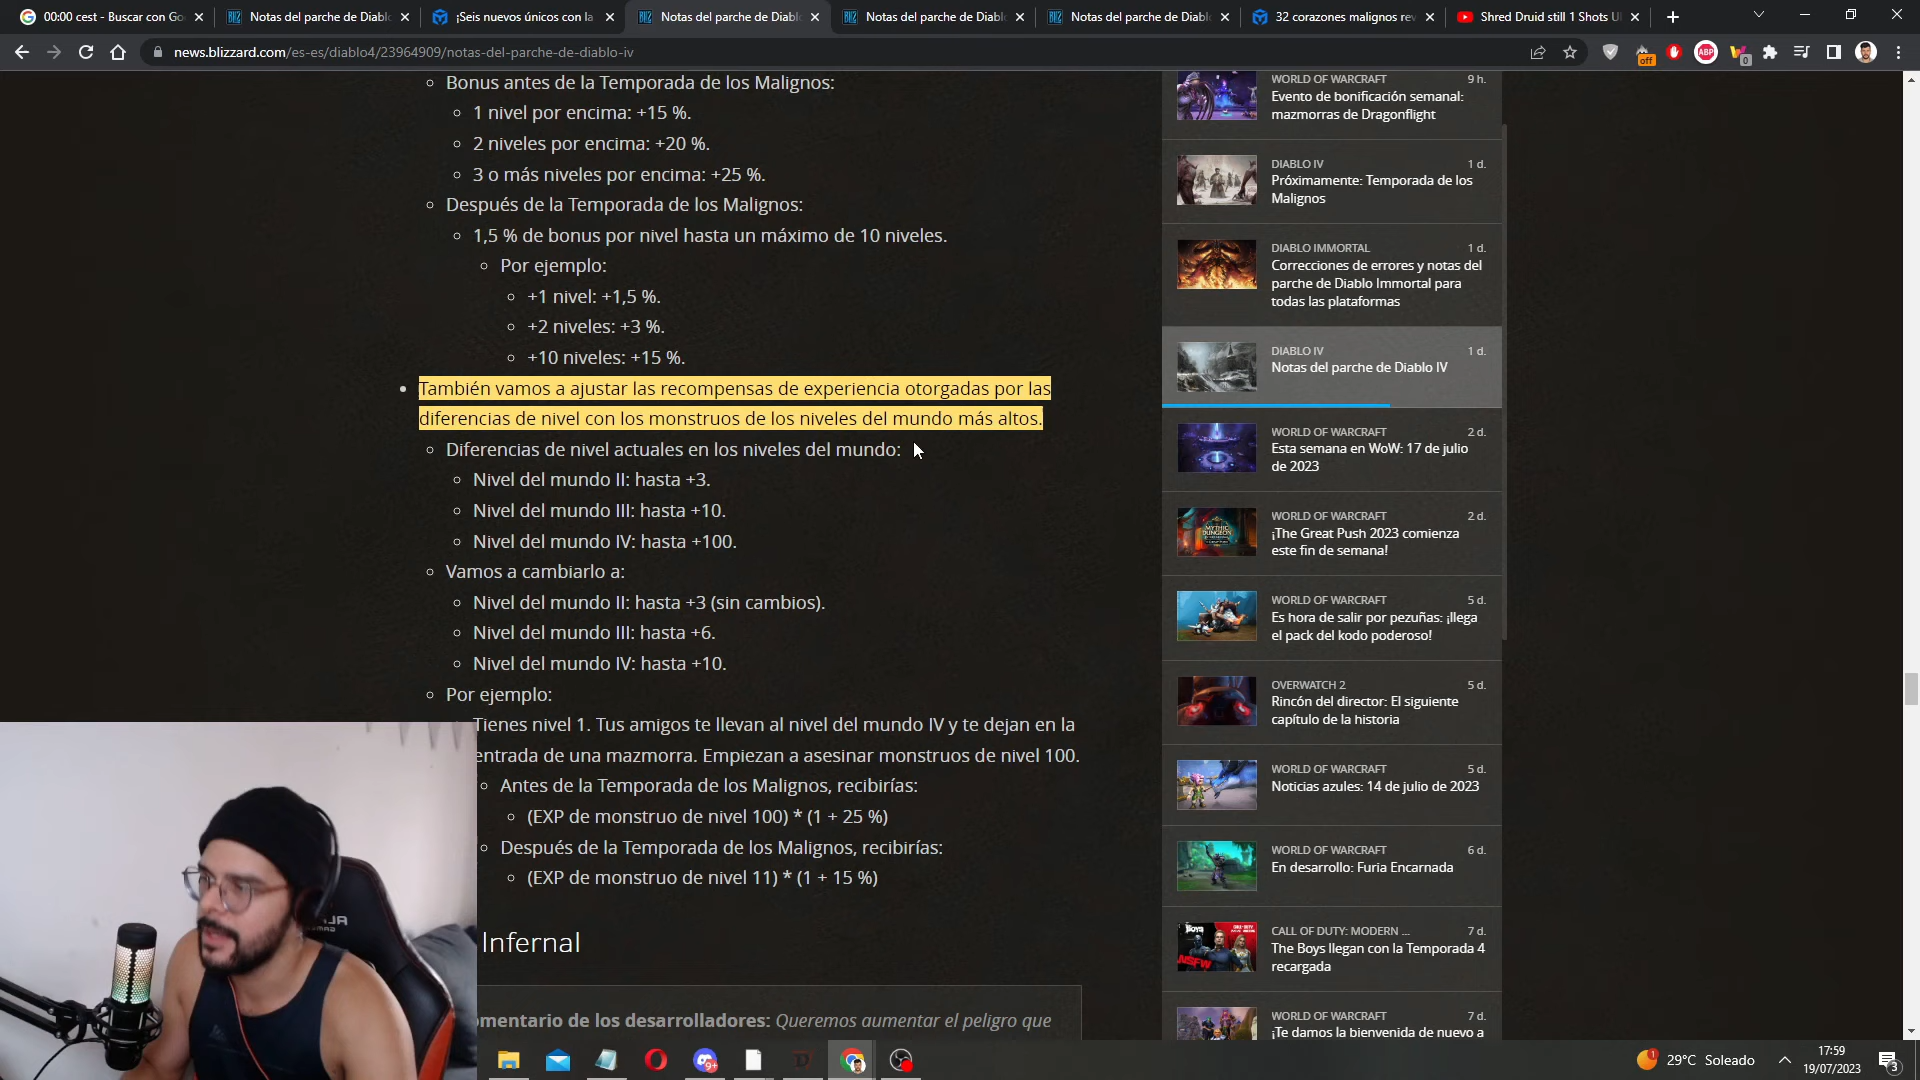 00:00 cest - Buscar con Go
Notas del parche de Diablo
¡Seis nuevos únicos con la
Notas del parche de Diablo
Notas del parche de Diablo
Notas del parche de Diablo
32 corazones malignos rev
Shred Druid still 1 Shots U
news.blizzard.com/es-es/diablo4/23964909/notas-del-parche-de-diablo-iv
off
ABP
0
Bonus antes de la Temporada de los Malignos:
1 nivel por encima: +15 %.
2 niveles por encima: +20 %.
3 o más niveles por encima: +25 %.
Después de la Temporada de los Malignos:
1,5 % de bonus por nivel hasta un máximo de 10 niveles.
Por ejemplo:
+1 nivel: +1,5 %.
+2 niveles: +3 %.
+10 niveles: +15 %.
También vamos a ajustar las recompensas de experiencia otorgadas por las
diferencias de nivel con los monstruos de los niveles del mundo más altos.
Diferencias de nivel actuales en los niveles del mundo:
Nivel del mundo II: hasta +3.
Nivel del mundo III: hasta +10.
Nivel del mundo IV: hasta +100.
Vamos a cambiarlo a:
Nivel del mundo II: hasta +3 (sin cambios).
Nivel del mundo III: hasta +6.
Nivel del mundo IV: hasta +10.
Por ejemplo:
Tienes nivel 1. Tus amigos te llevan al nivel del mundo IV y te dejan en la
entrada de una mazmorra. Empiezan a asesinar monstruos de nivel 100.
Antes de la Temporada de los Malignos, recibirías:
(EXP de monstruo de nivel 100) * (1 + 25 %)
Después de la Temporada de los Malignos, recibirías:
(EXP de monstruo de nivel 11) * (1 + 15 %)
Infernal
omentario de los desarrolladores: Queremos aumentar el peligro que
WORLD OF WARCRAFT 9 h.
Evento de bonificación semanal:
mazmorras de Dragonflight
DIABLO IV 1 d.
Próximamente: Temporada de los
Malignos
DIABLO IMMORTAL 1 d.
Correcciones de errores y notas del
parche de Diablo Immortal para
todas las plataformas
DIABLO IV 1 d.
Notas del parche de Diablo IV
WORLD OF WARCRAFT 2 d.
Esta semana en WoW: 17 de julio
de 2023
WORLD OF WARCRAFT 2 d.
¡The Great Push 2023 comienza
este fin de semana!
WORLD OF WARCRAFT 5 d.
Es hora de salir por pezuñas: ¡llega
el pack del kodo poderoso!
OVERWATCH 2 5 d.
Rincón del director: El siguiente
capítulo de la historia
WORLD OF WARCRAFT 5 d.
Noticias azules: 14 de julio de 2023
WORLD OF WARCRAFT 6 d.
En desarrollo: Furia Encarnada
CALL OF DUTY: MODERN ... 7 d.
The Boys llegan con la Temporada 4
recargada
WORLD OF WARCRAFT 7 d.
¡Te damos la bienvenida de nuevo a
29°C Soleado
17:59
19/07/2023
3